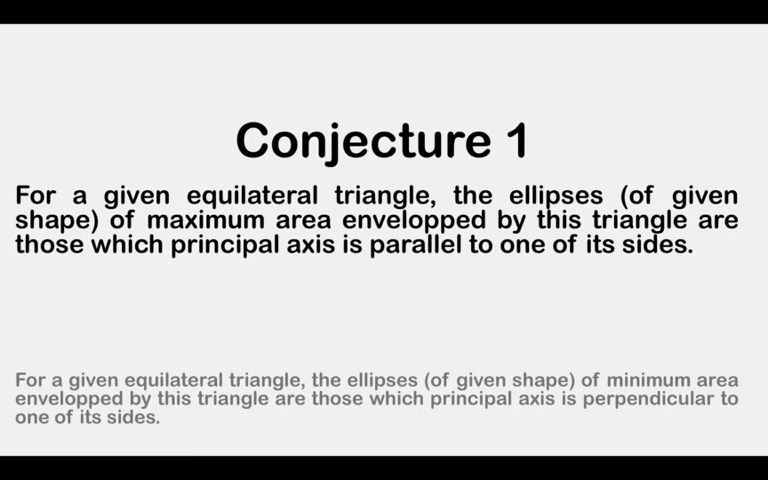 Conjecture 1
For a given equilateral triangle, the ellipses (of given
shape) of maximum area envelopped by this triangle are
those which principal axis is parallel to one of its sides.
For a given equilateral triangle, the ellipses (of given shape) of minimum area
envelopped by this triangle are those which principal axis is perpendicular to
one of its sides.